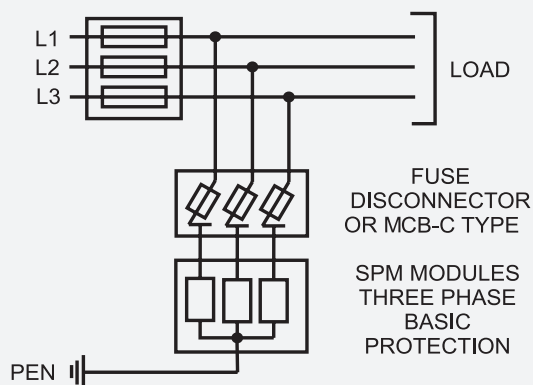 L1
L2
L3
LOAD
FUSE
DISCONNECTOR
OR MCB-C TYPE
SPM MODULES
THREE PHASE
BASIC
PROTECTION
PEN